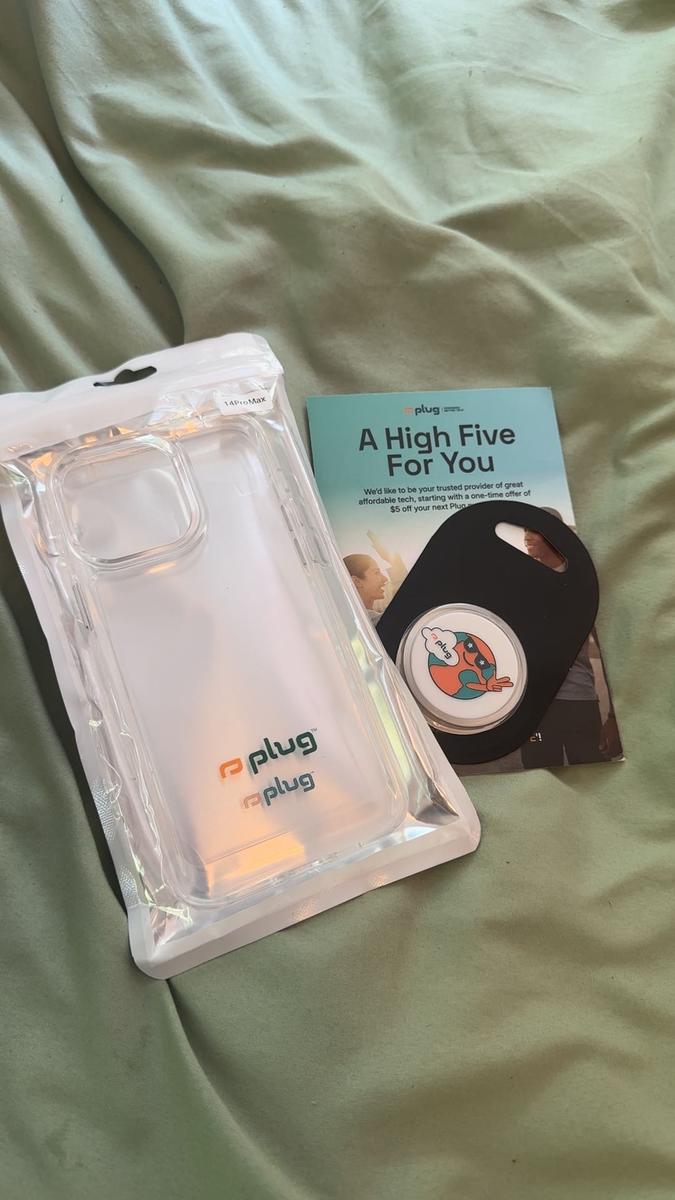 14ProMax
plug™
plug
plug
A High Five
For You
We'd like to be your trusted provider of great
affordable tech, starting with a one-time offer of
$5 off your next Plug
plug
!